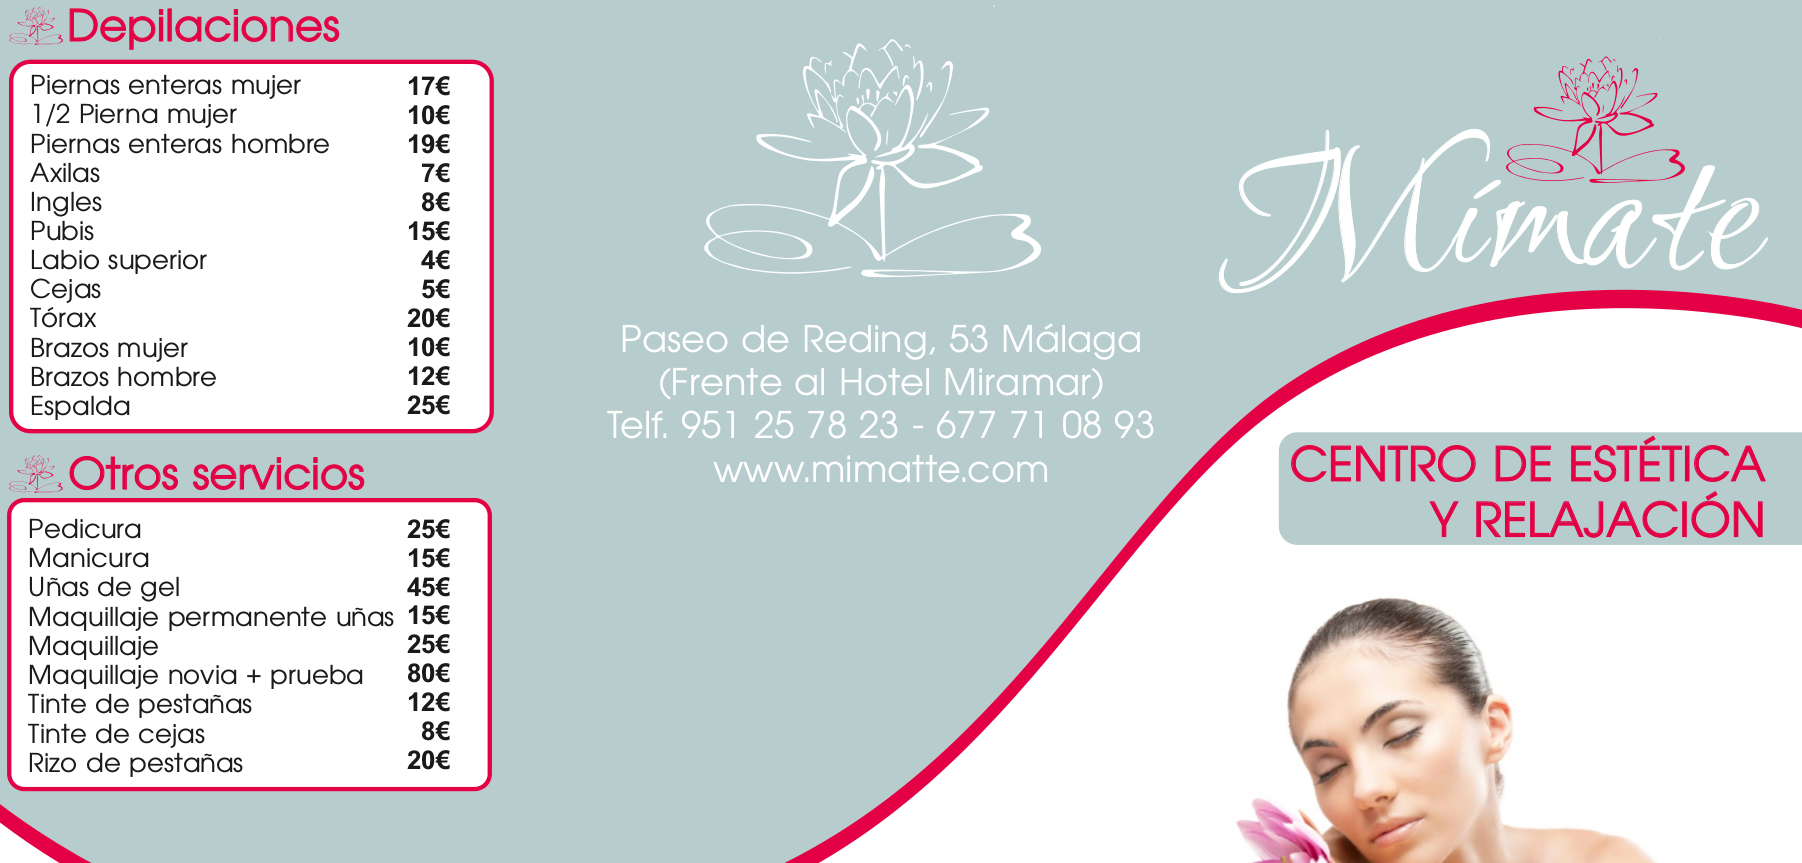 Depilaciones
Piernas enteras mujer 17€
1/2 Pierna mujer 10€
Piernas enteras hombre 19€
Axilas 7€
Ingles 8€
Pubis 15€
Labio superior 4€
Cejas 5€
Tórax 20€
Brazos mujer 10€
Brazos hombre 12€
Espalda 25€
Otros servicios
Pedicura 25€
Manicura 15€
Uñas de gel 45€
Maquillaje permanente uñas 15€
Maquillaje 25€
Maquillaje novia + prueba 80€
Tinte de pestañas 12€
Tinte de cejas 8€
Rizo de pestañas 20€
Paseo de Reding, 53 Málaga
(Frente al Hotel Miramar)
Telf. 951 25 78 23 - 677 71 08 93
www.mimatte.com
Mímate
CENTRO DE ESTÉTICA
Y RELAJACIÓN